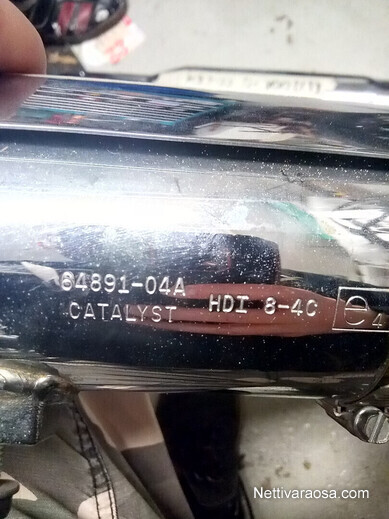 64891-04A HDI 8-4C e4
CATALYST
Nettivaraosa.com